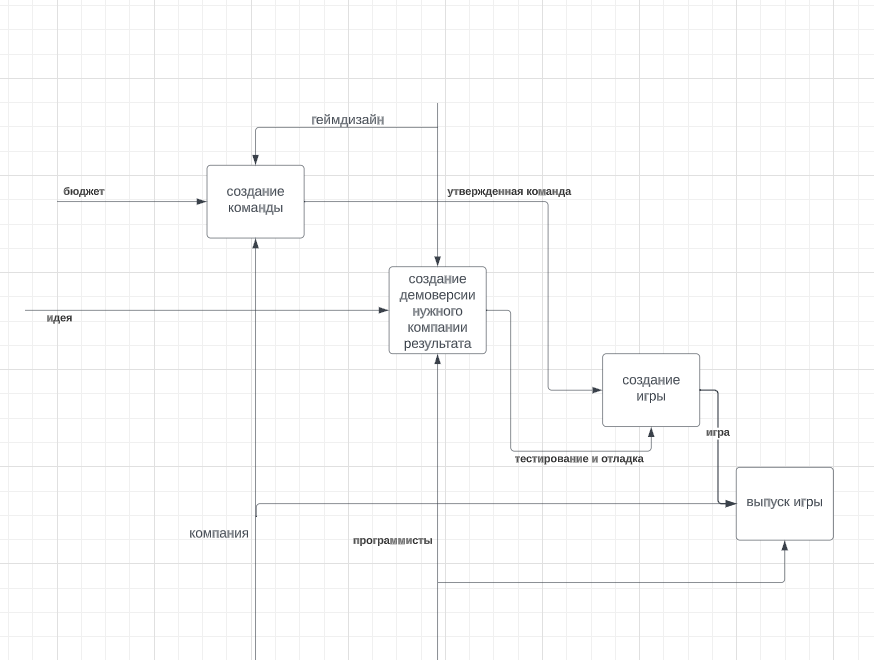 геймдизайн
бюджет
создание
команды
утвержденная команда
идея
создание
демоверсии
нужного
компании
результата
создание
игры
игра
тестирование и отладка
выпуск игры
компания
программисты